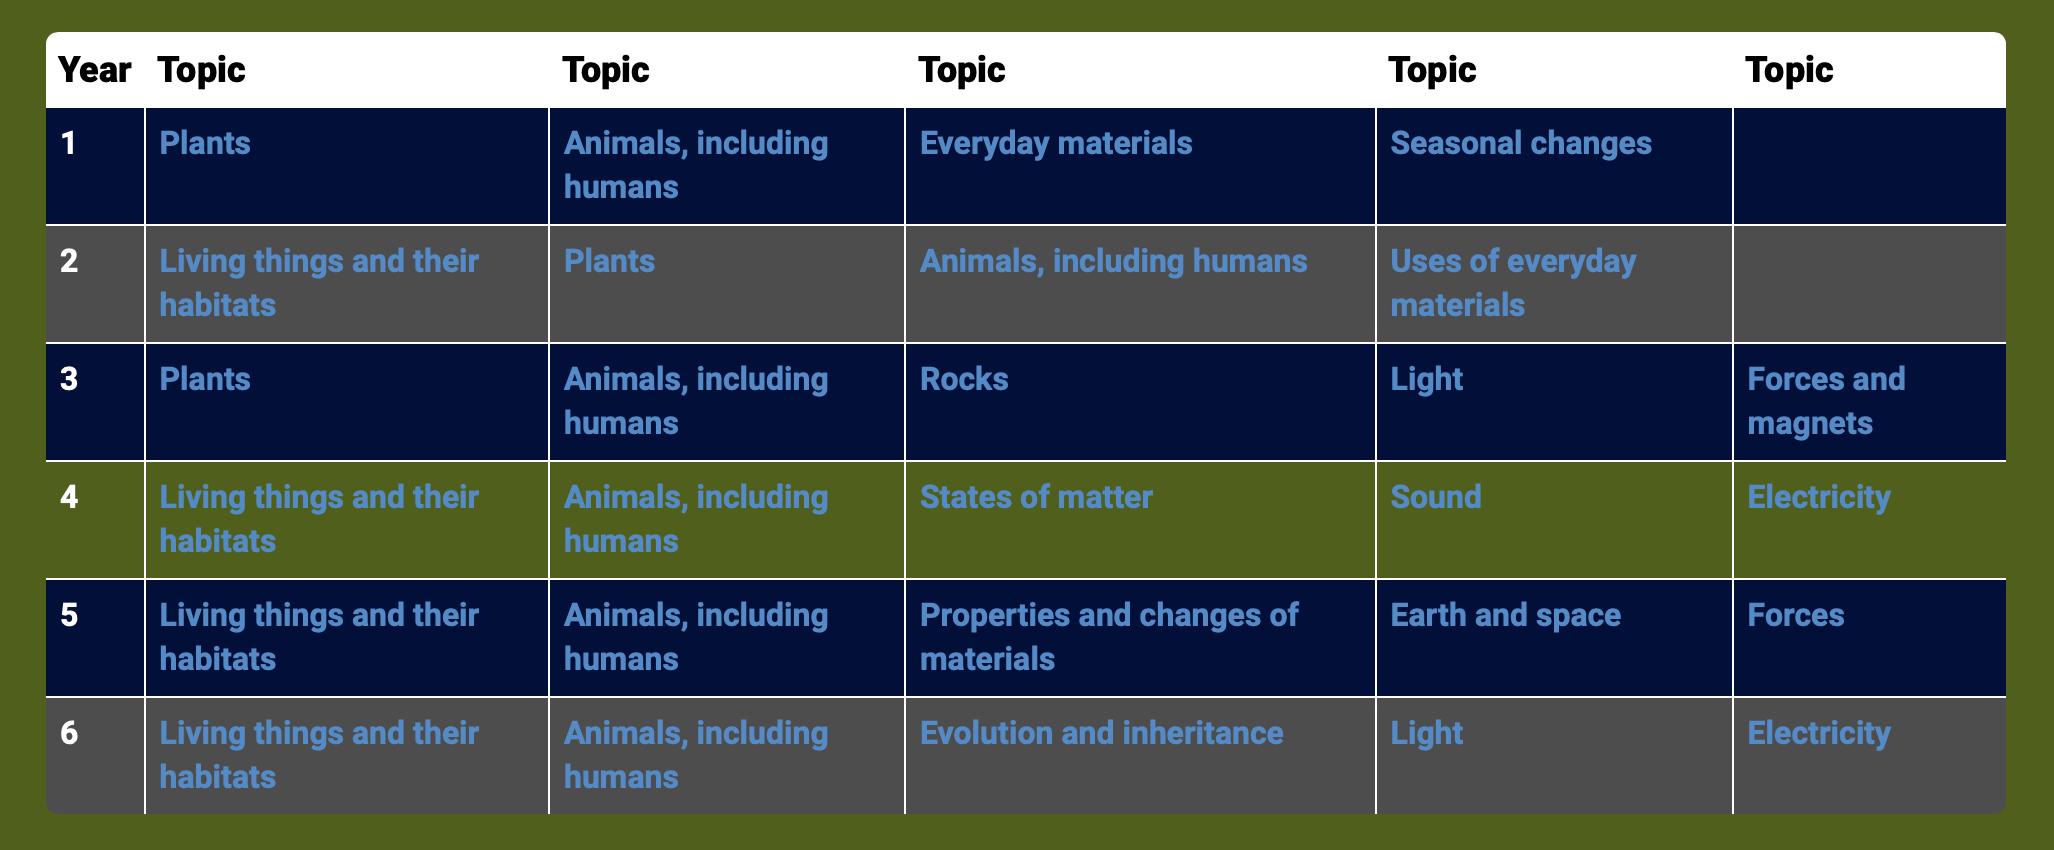 Year Topic Topic Topic Topic Topic
1 Plants Animals, including Everyday materials Seasonal changes
humans
2 Living things and their Plants Animals, including humans Uses of everyday
habitats materials
3 Plants Animals, including Rocks Light Forces and
humans magnets
4 Living things and their Animals, including States of matter Sound Electricity
habitats humans
5 Living things and their Animals, including Properties and changes of Earth and space Forces
habitats humans materials
6 Living things and their Animals, including Evolution and inheritance Light Electricity
habitats humans